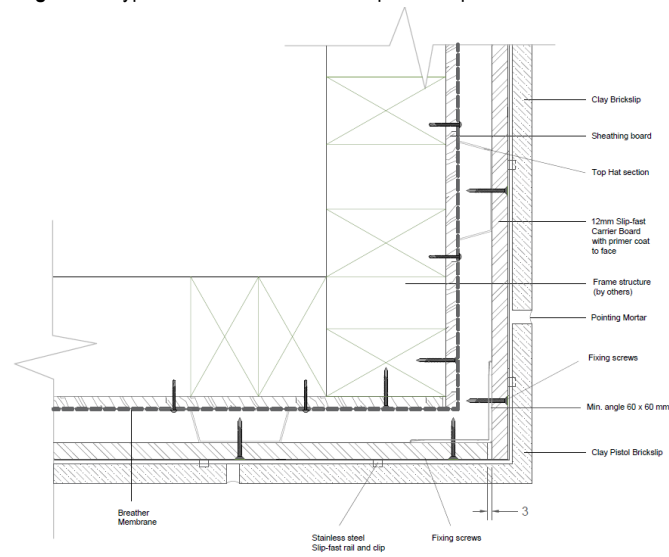 Clay Brickslip
Sheathing board
Top Hat section
12mm Slip-fast
Carrier Board
with primer coat
to face
Frame structure
(by others)
Pointing Mortar
Fixing screws
Min. angle 60 x 60 mm
Clay Pistol Brickslip
3
Breather
Membrane
Stainless steel
Slip-fast rail and clip
Fixing screws